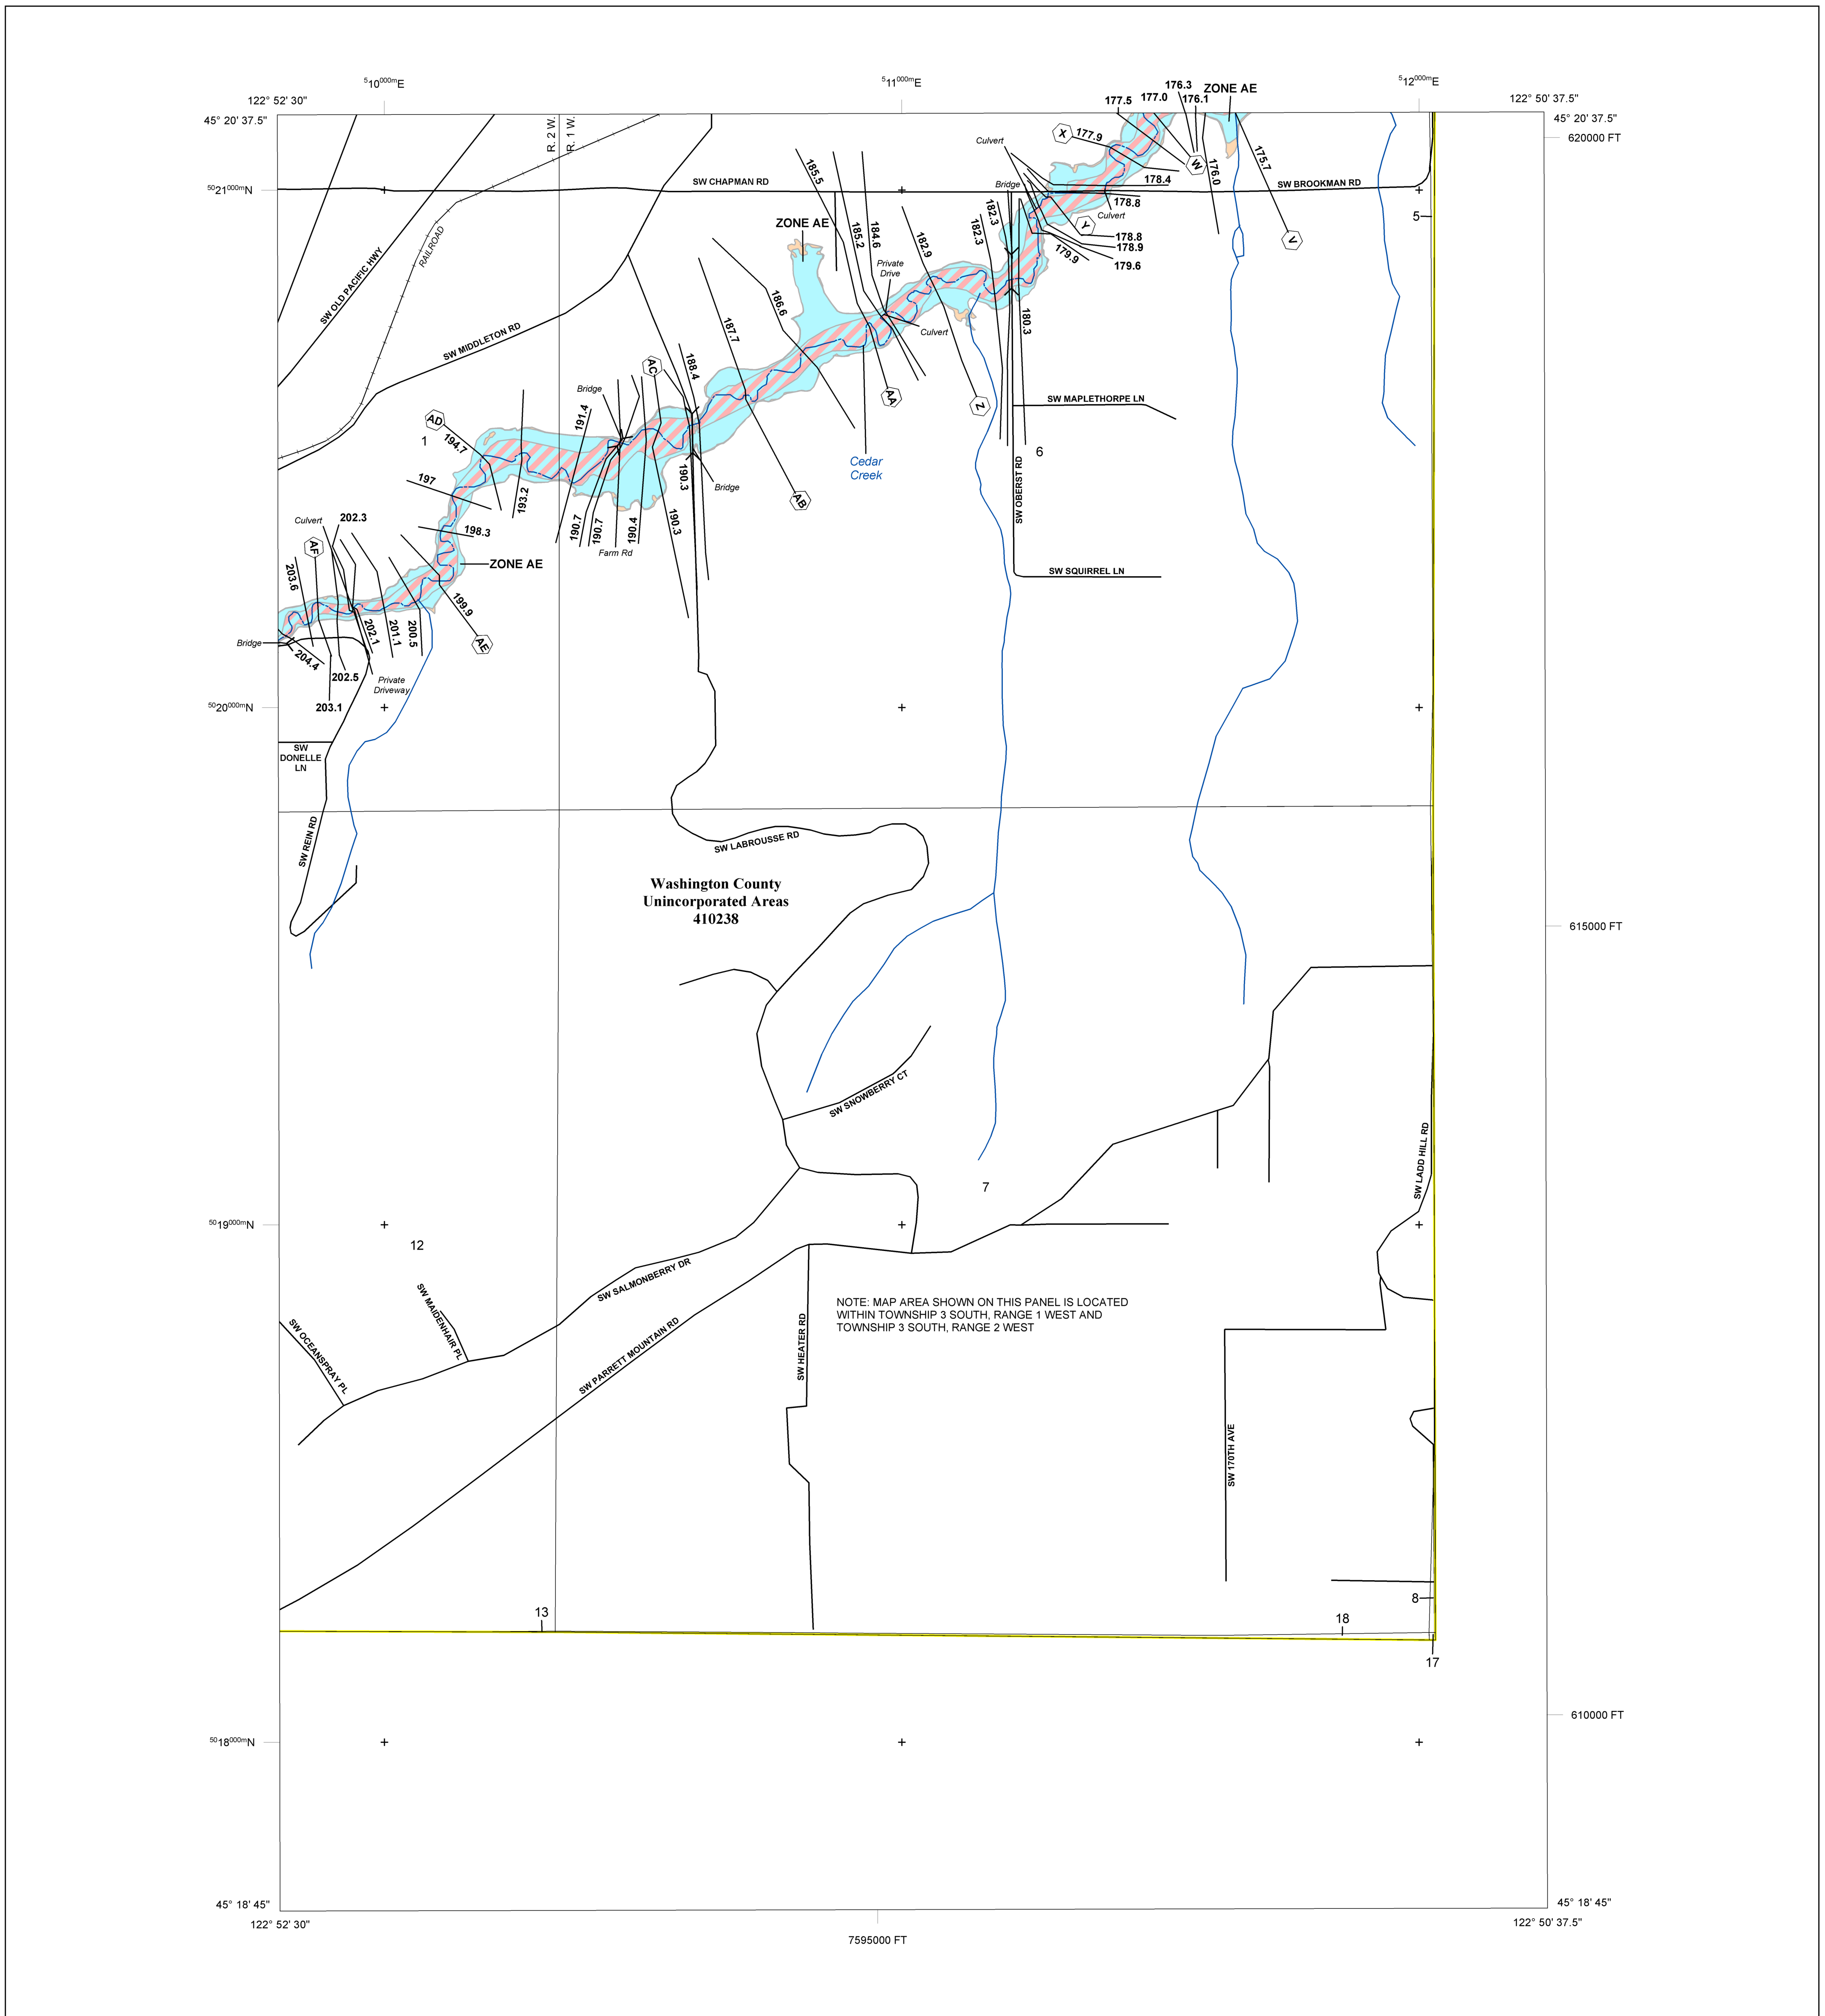 510000mE
511000mE
512000mE
122° 52' 30"
122° 50' 37.5"
45° 20' 37.5"
45° 20' 37.5"
176.3
ZONE AE
177.5
177.0
176.1
620000 FT
R. 2 W.
R. 1 W.
X
177.9
W
175.7
Culvert
176.0
185.5
5021000mN
SW CHAPMAN RD
Bridge
178.4
SW BROOKMAN RD
178.8
Culvert
5
182.3
ZONE AE
185.2
184.6
182.9
182.3
Y
178.8
178.9
V
SW OLD PACIFIC HWY
RAILROAD
179.9
179.6
Private
Drive
186.6
187.7
Culvert
180.3
SW MIDDLETON RD
AC
188.4
Bridge
AA
Z
SW MAPLETHORPE LN
AD
191.4
1
194.7
6
Cedar
Creek
197
193.2
190.3
Bridge
AB
SW OBERST RD
Culvert
202.3
198.3
190.7
190.7
190.4
190.3
Farm Rd
AF
ZONE AE
SW SQUIRREL LN
203.6
199.9
202.1
201.1
200.5
AE
Bridge
204.4
202.5
Private
Driveway
203.1
5020000mN
SW
DONELLE
LN
SW REIN RD
SW LABROUSSE RD
Washington County
Unincorporated Areas
410238
615000 FT
SW SNOWBERRY CT
SW LADD HILL RD
7
5019000mN
12
SW SALMONBERRY DR
SW MAIDENHAIR PL
NOTE: MAP AREA SHOWN ON THIS PANEL IS LOCATED
WITHIN TOWNSHIP 3 SOUTH, RANGE 1 WEST AND
TOWNSHIP 3 SOUTH, RANGE 2 WEST
SW OCEANSPRAY PL
SW PARRETT MOUNTAIN RD
SW HEATER RD
SW 170TH AVE
8
13
18
17
610000 FT
5018000mN
45° 18' 45"
45° 18' 45"
122° 52' 30"
122° 50' 37.5"
7595000 FT